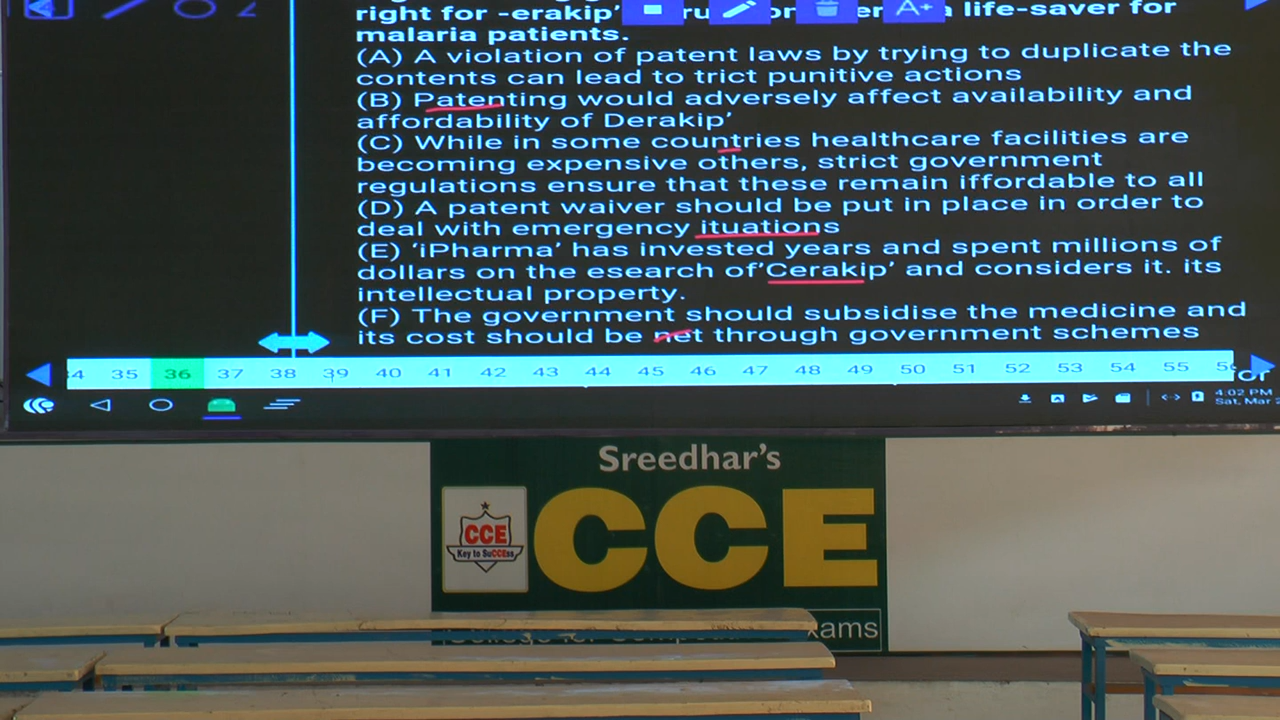 right for -erakip' life-saver for
malaria patients.
(A) A violation of patent laws by trying to duplicate the
contents can lead to trict punitive actions
(B) Patenting would adversely affect availability and
affordability of Derakip'
(C) While in some countries healthcare facilities are
becoming expensive others, strict government
regulations ensure that these remain iffordable to all
(D) A patent waiver should be put in place in order to
deal with emergency ituations
(E) 'iPharma' has invested years and spent millions of
dollars on the esearch of'Cerakip' and considers it. its
intellectual property.
(F) The government should subsidise the medicine and
its cost should be net through government schemes
A+
35 36 37 38 39 40 41 42 43 44 45 46 47 48 49 50 51 52 53 54 55
or
4:02 PM
Sat, Mar
Sreedhar's
CCE
CCE
Key to SuCCEss